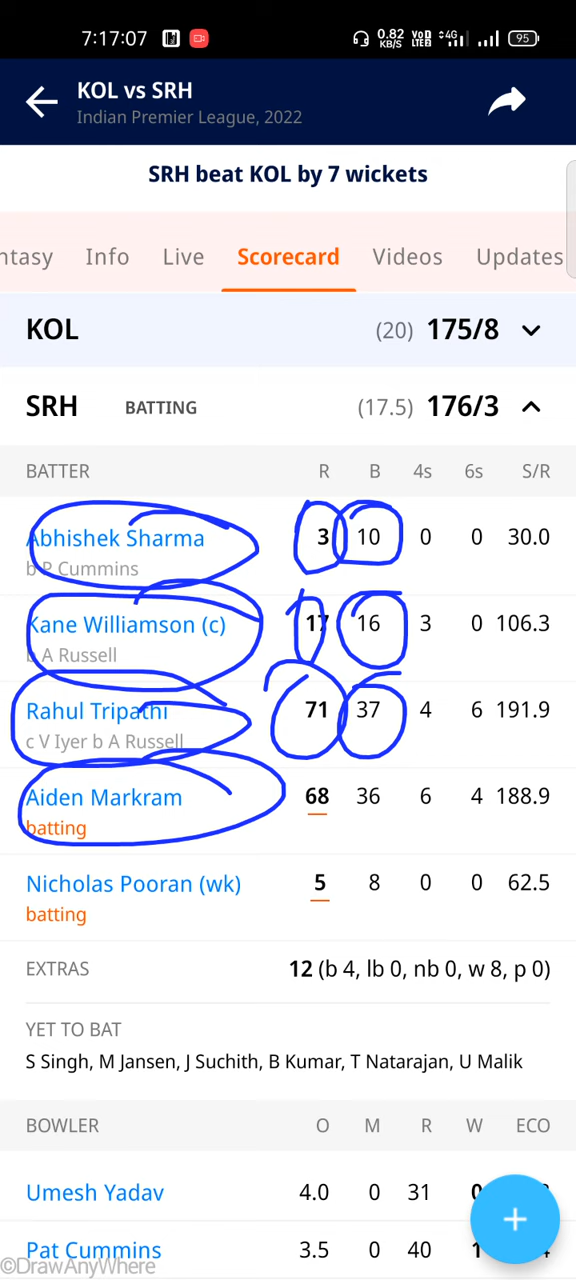 7:17:07 0.82 KB/S VoD LTE2 4G 95
KOL vs SRH
Indian Premier League, 2022
SRH beat KOL by 7 wickets
ntasy Info Live Scorecard Videos Updates
KOL (20) 175/8
SRH BATTING (17.5) 176/3
BATTER R B 4s 6s S/R
Abhishek Sharma 3 10 0 0 30.0
b P Cummins
Kane Williamson (c) 17 16 3 0 106.3
b A Russell
Rahul Tripathi 71 37 4 6 191.9
c V Iyer b A Russell
Aiden Markram 68 36 6 4 188.9
batting
Nicholas Pooran (wk) 5 8 0 0 62.5
batting
EXTRAS 12 (b 4, lb 0, nb 0, w 8, p 0)
YET TO BAT
S Singh, M Jansen, J Suchith, B Kumar, T Natarajan, U Malik
BOWLER O M R W ECO
Umesh Yadav 4.0 0 31 0
Pat Cummins 3.5 0 40 1
©DrawAnyWhere